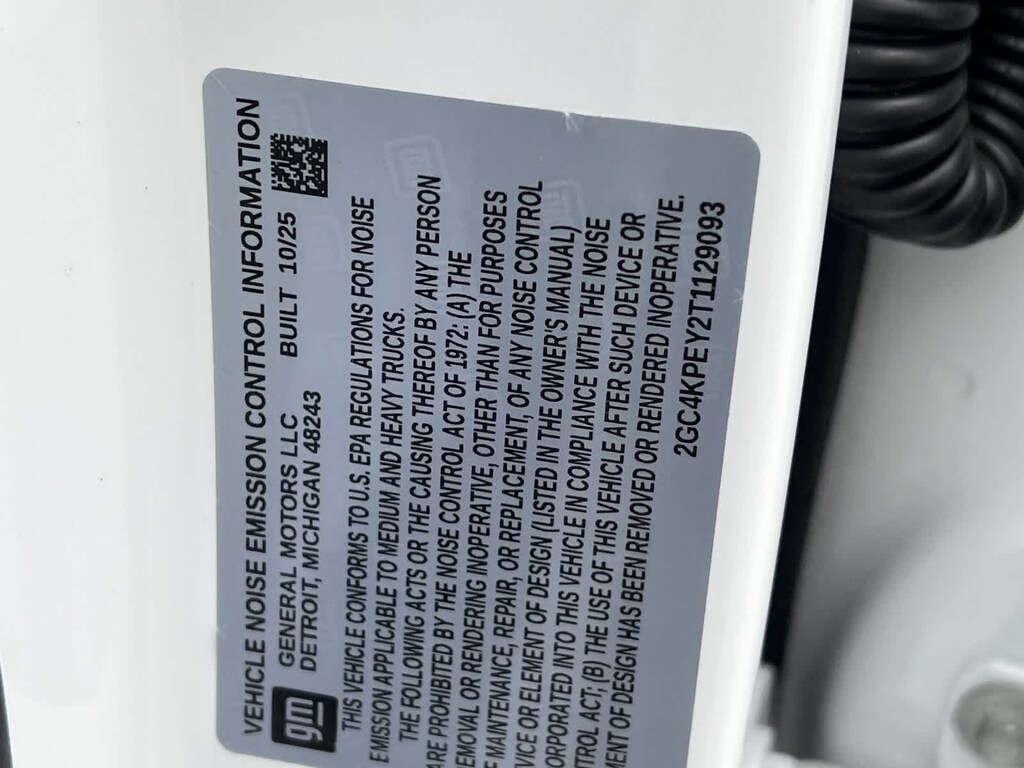 VEHICLE NOISE EMISSION CONTROL INFORMATION
gm
GENERAL MOTORS LLC BUILT 10/25
DETROIT, MICHIGAN 48243
THIS VEHICLE CONFORMS TO U.S. EPA REGULATIONS FOR NOISE
EMISSION APPLICABLE TO MEDIUM AND HEAVY TRUCKS.
THE FOLLOWING ACTS OR THE CAUSING THEREOF BY ANY PERSON
ARE PROHIBITED BY THE NOISE CONTROL ACT OF 1972: (A) THE
EMOVAL OR RENDERING INOPERATIVE, OTHER THAN FOR PURPOSES
F MAINTENANCE, REPAIR, OR REPLACEMENT, OF ANY NOISE CONTROL
VICE OR ELEMENT OF DESIGN (LISTED IN THE OWNER'S MANUAL)
ORPORATED INTO THIS VEHICLE IN COMPLIANCE WITH THE NOISE
TROL ACT; (B) THE USE OF THIS VEHICLE AFTER SUCH DEVICE OR
MENT OF DESIGN HAS BEEN REMOVED OR RENDERED INOPERATIVE.
2GC4KPEY2T1129093